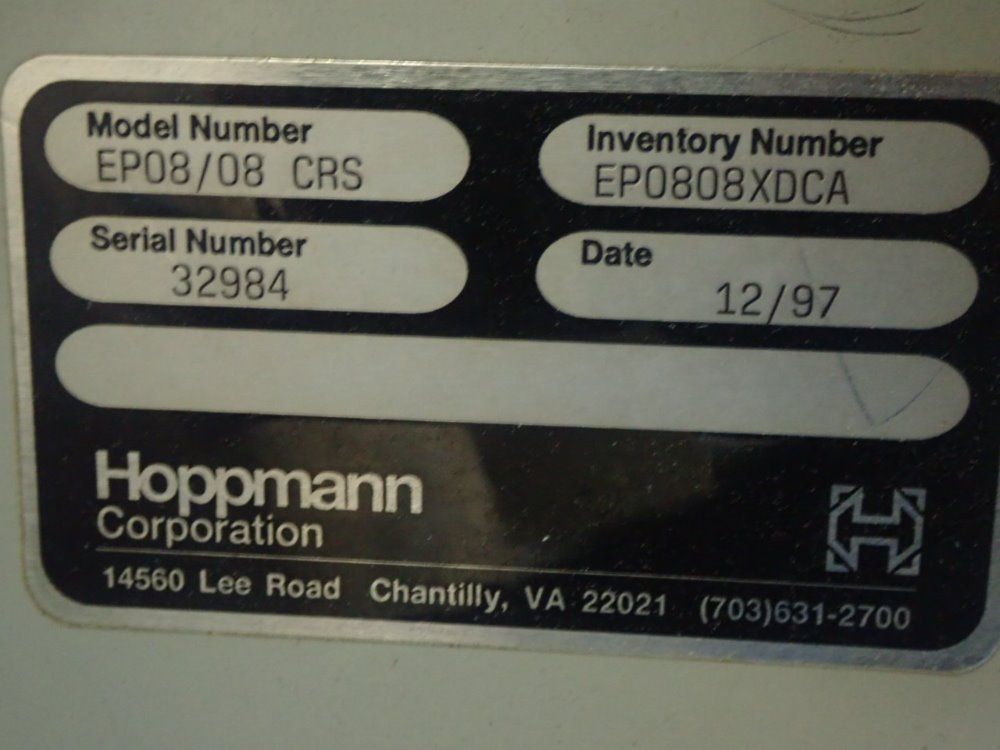 Model Number
EP08/08 CRS
Inventory Number
EP0808XDCA
Serial Number
32984
Date
12/97
Hoppmann
Corporation
14560 Lee Road Chantilly, VA 22021 (703)631-2700